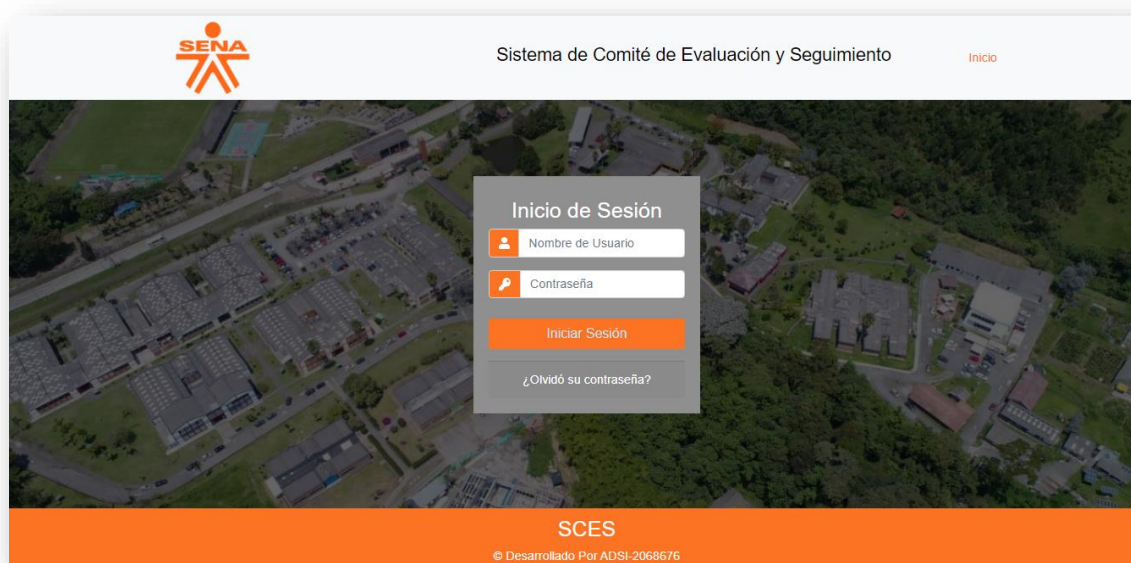 SENA
Sistema de Comité de Evaluación y Seguimiento
Inicio
Inicio de Sesión
Nombre de Usuario
Contraseña
Iniciar Sesión
¿Olvidó su contraseña?
SCES
© Desarrollado Por ADSI-2068676